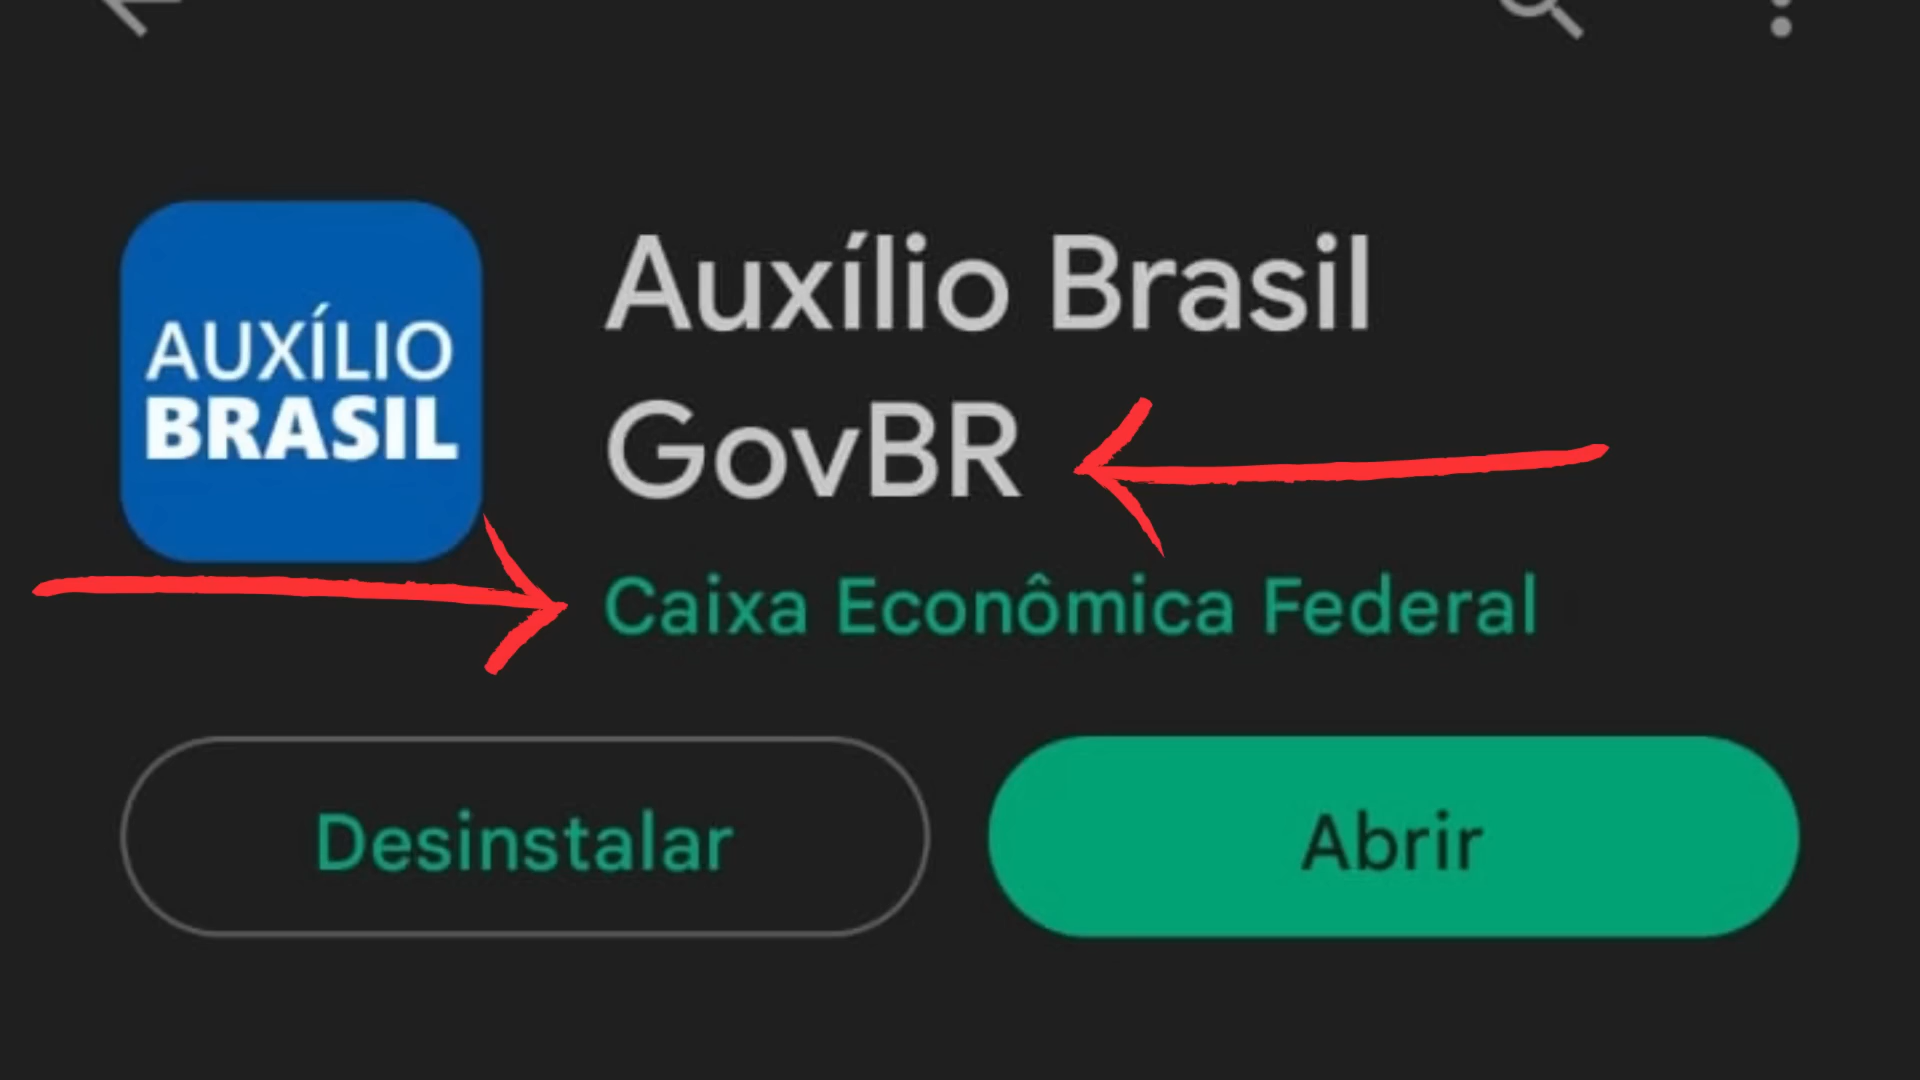 AUXÍLIO
BRASIL
Auxílio Brasil
GovBR
Caixa Econômica Federal
Desinstalar
Abrir